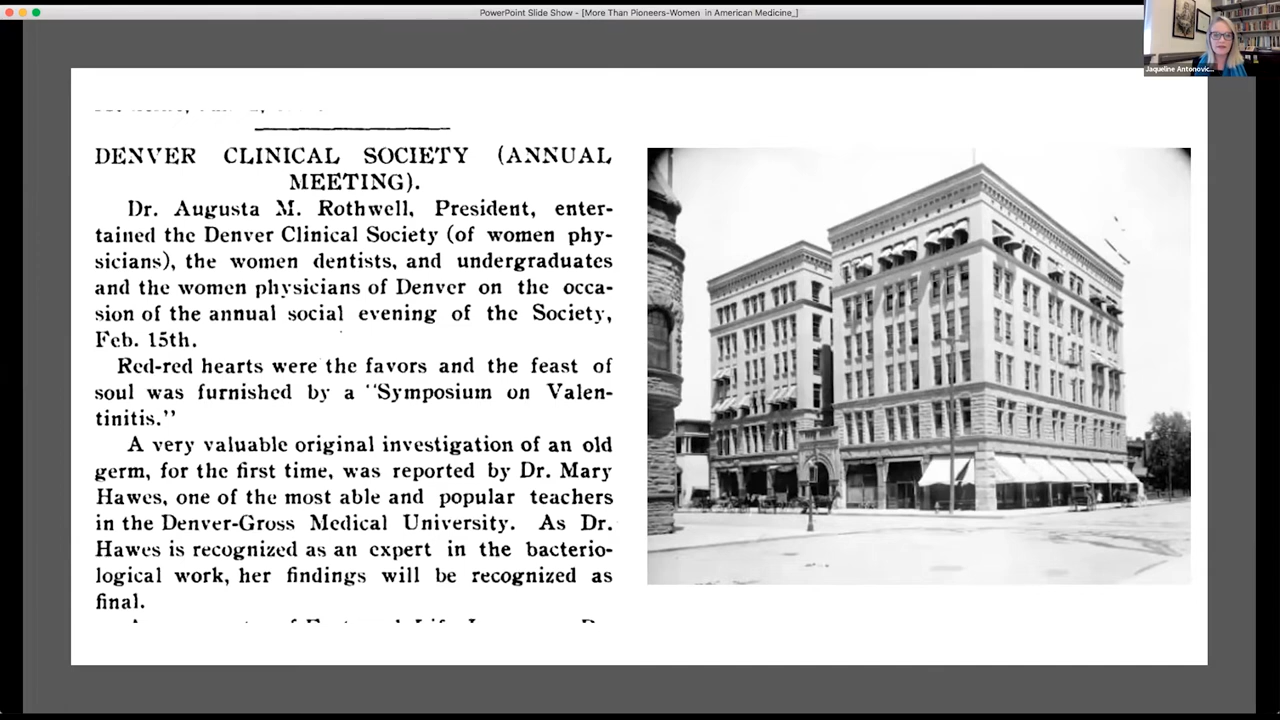 PowerPoint Slide Show - [More Than Pioneers-Women in American Medicine_]
Jaqueline Antonovic...
DENVER CLINICAL SOCIETY (ANNUAL
MEETING).
Dr. Augusta M. Rothwell, President, enter-
tained the Denver Clinical Society (of women phy-
sicians), the women dentists, and undergraduates
and the women physicians of Denver on the occa-
sion of the annual social evening of the Society,
Feb. 15th.
Red-red hearts were the favors and the feast of
soul was furnished by a "Symposium on Valen-
tinitis."
A very valuable original investigation of an old
germ, for the first time, was reported by Dr. Mary
Hawes, one of the most able and popular teachers
in the Denver-Gross Medical University. As Dr.
Hawes is recognized as an expert in the bacterio-
logical work, her findings will be recognized as
final.